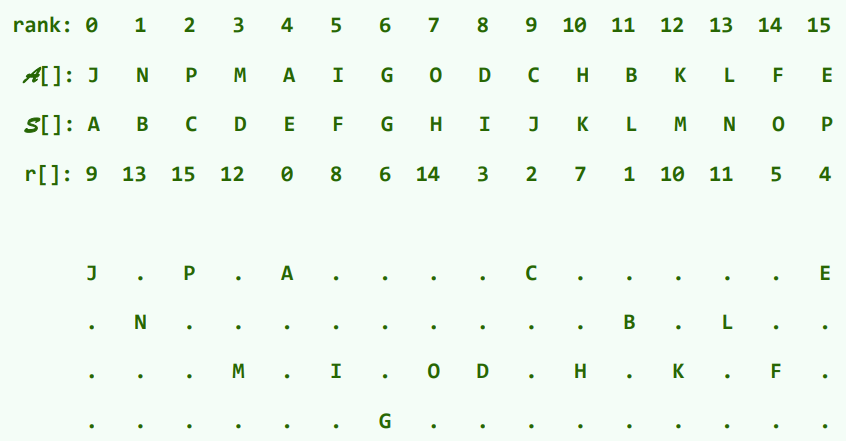 rank: 0 1 2 3 4 5 6 7 8 9 10 11 12 13 14 15
𝓐[]: J N P M A I G O D C H B K L F E
𝓢[]: A B C D E F G H I J K L M N O P
r[]: 9 13 15 12 0 8 6 14 3 2 7 1 10 11 5 4
J . P . A . . . . C . . . . . E
. N . . . . . . . . . B . L . .
. . . M . I . O D . H . K . F .
. . . . . . G . . . . . . . . .